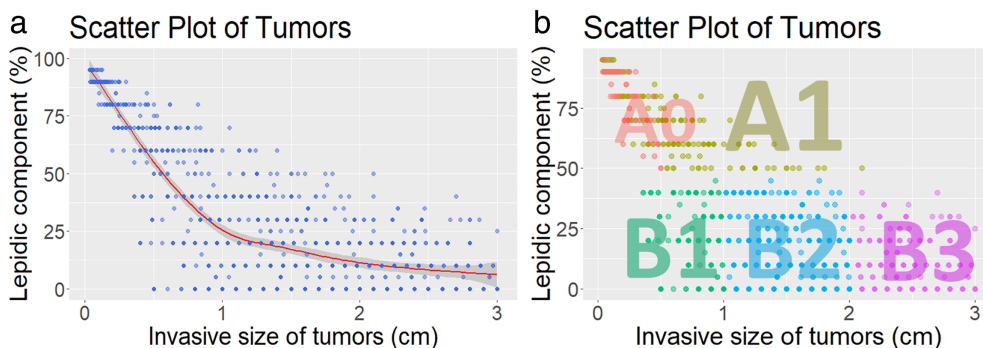 a
Scatter Plot of Tumors
Lepidic component (%)
100
75
50
25
0
0 1 2 3
Invasive size of tumors (cm)
b
Scatter Plot of Tumors
Lepidic component (%)
75
50
25
0
A0 A1
B1 B2 B3
0 1 2 3
Invasive size of tumors (cm)